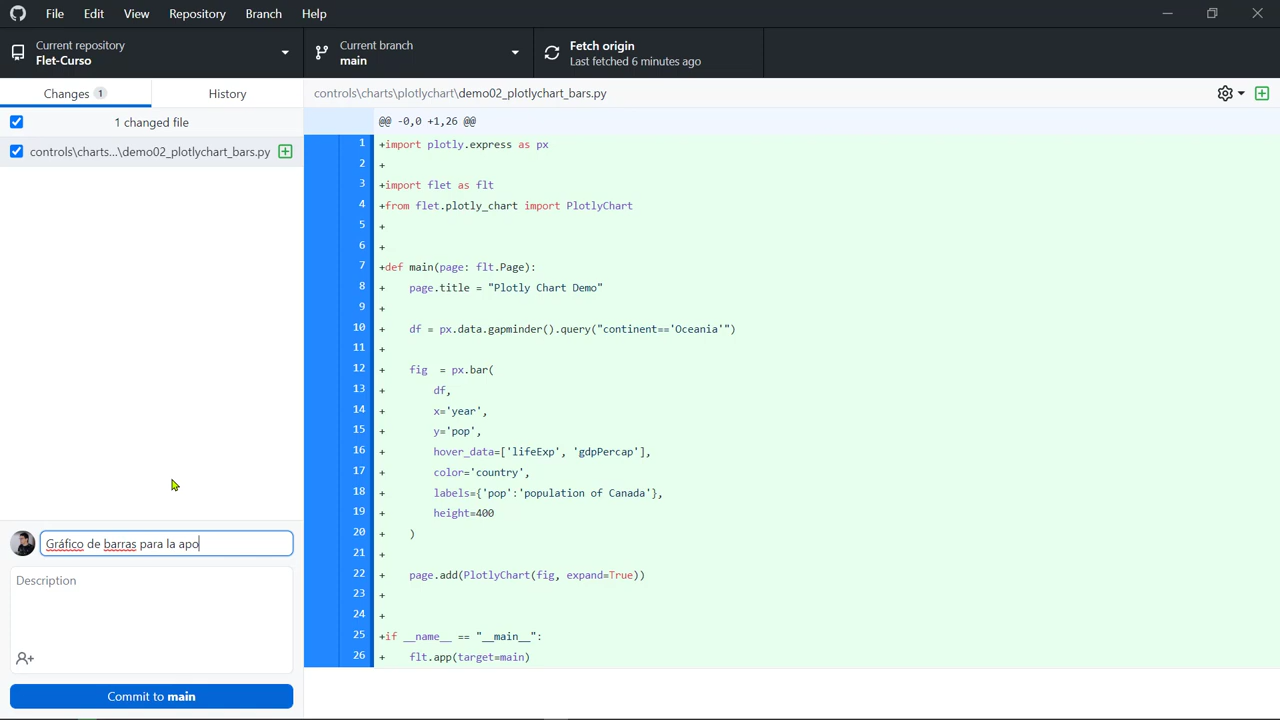 File Edit View Repository Branch Help
Current repository
Flet-Curso
Current branch
main
Fetch origin
Last fetched 6 minutes ago
Changes 1
History
controls\charts\plotlychart\demo02_plotlychart_bars.py
1 changed file
controls\charts...\demo02_plotlychart_bars.py
@@ -0,0 +1,26 @@
1 +import plotly.express as px
2 +
3 +import flet as flt
4 +from flet.plotly_chart import PlotlyChart
5 +
6 +
7 +def main(page: flt.Page):
8 + page.title = "Plotly Chart Demo"
9 +
10 + df = px.data.gapminder().query("continent=='Oceania'")
11 +
12 + fig = px.bar(
13 + df,
14 + x='year',
15 + y='pop',
16 + hover_data=['lifeExp', 'gdpPercap'],
17 + color='country',
18 + labels={'pop':'population of Canada'},
19 + height=400
20 + )
21 +
22 + page.add(PlotlyChart(fig, expand=True))
23 +
24 +
25 +if __name__ == "__main__":
26 + flt.app(target=main)
Gráfico de barras para la apo
Description
Commit to main